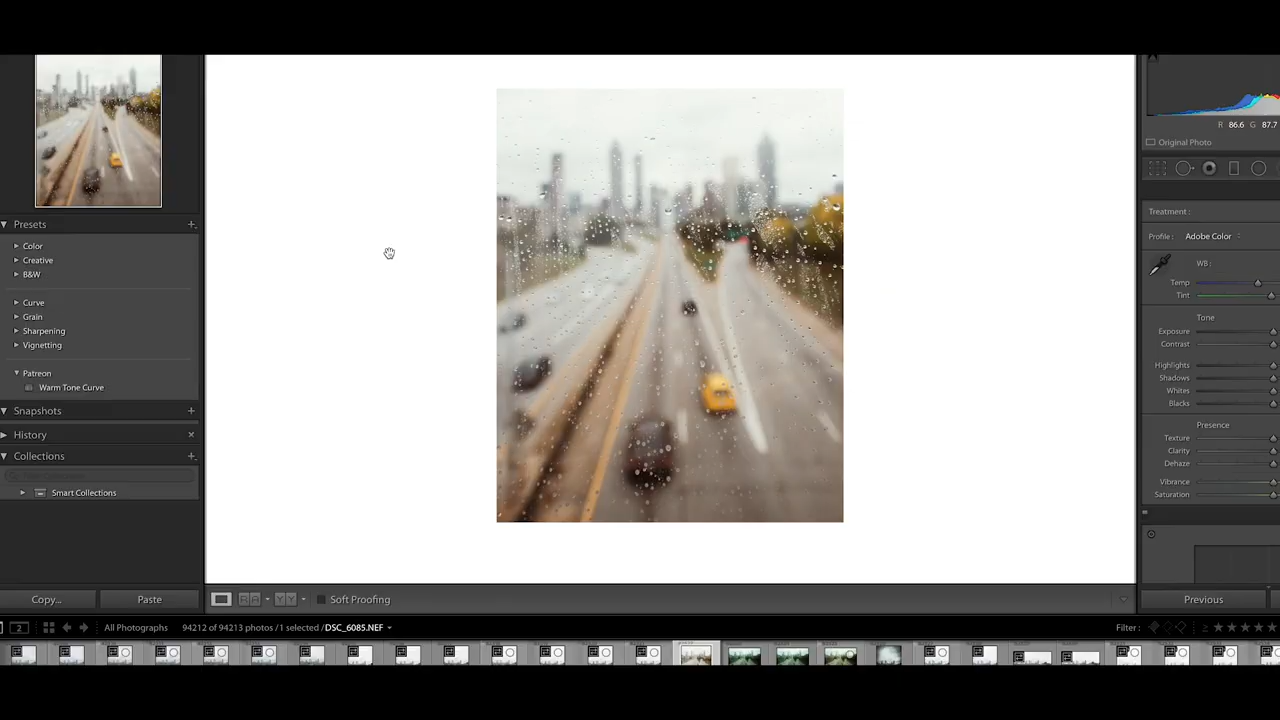 R 86.6 G 87.7
Original Photo
Presets
Color
Creative
B&W
Curve
Grain
Sharpening
Vignetting
Patreon
Warm Tone Curve
Snapshots
History
Collections
Smart Collections
Copy...
Paste
Treatment :
Profile : Adobe Color
WB :
Temp
Tint
Tone
Exposure
Contrast
Highlights
Shadows
Whites
Blacks
Presence
Texture
Clarity
Dehaze
Vibrance
Saturation
Soft Proofing
Previous
2
All Photographs
94212 of 94213 photos / 1 selected / DSC_6085.NEF
Filter :